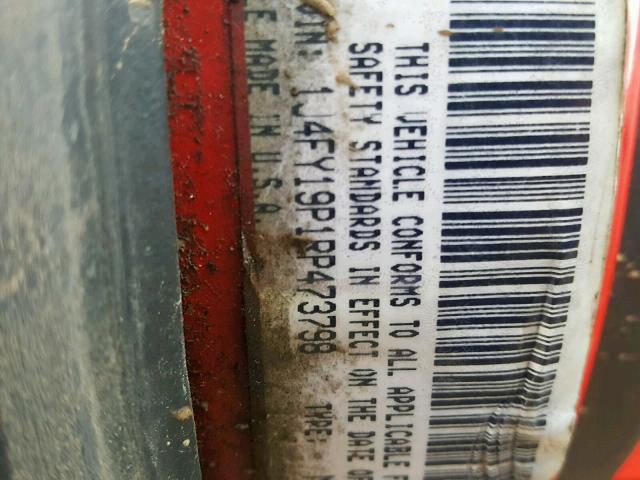 THIS VEHICLE CONFORMS TO ALL APPLICABLE F
SAFETY STANDARDS IN EFFECT ON THE DATE OF
VIN: 1J4FY19P1RP473798 TYPE:
E MADE IN U.S.A.